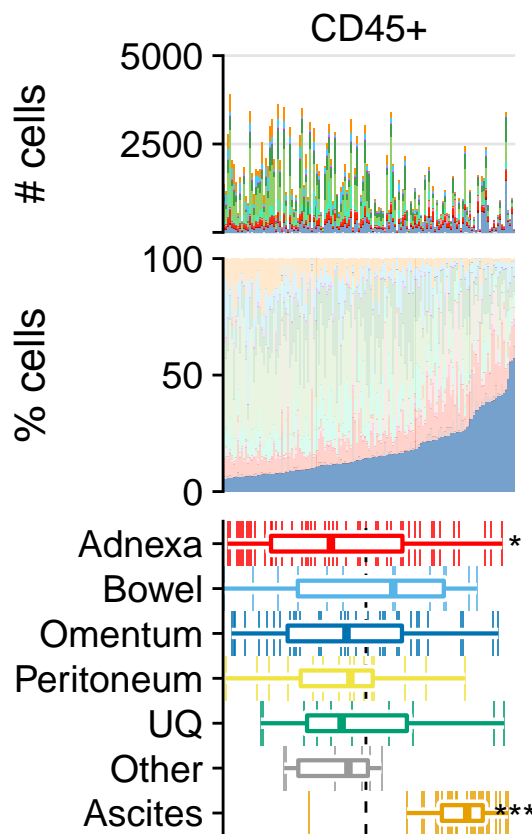 CD45+
# cells
5000
2500
% cells
100
50
0
Adnexa *
Bowel
Omentum
Peritoneum
UQ
Other
Ascites ***